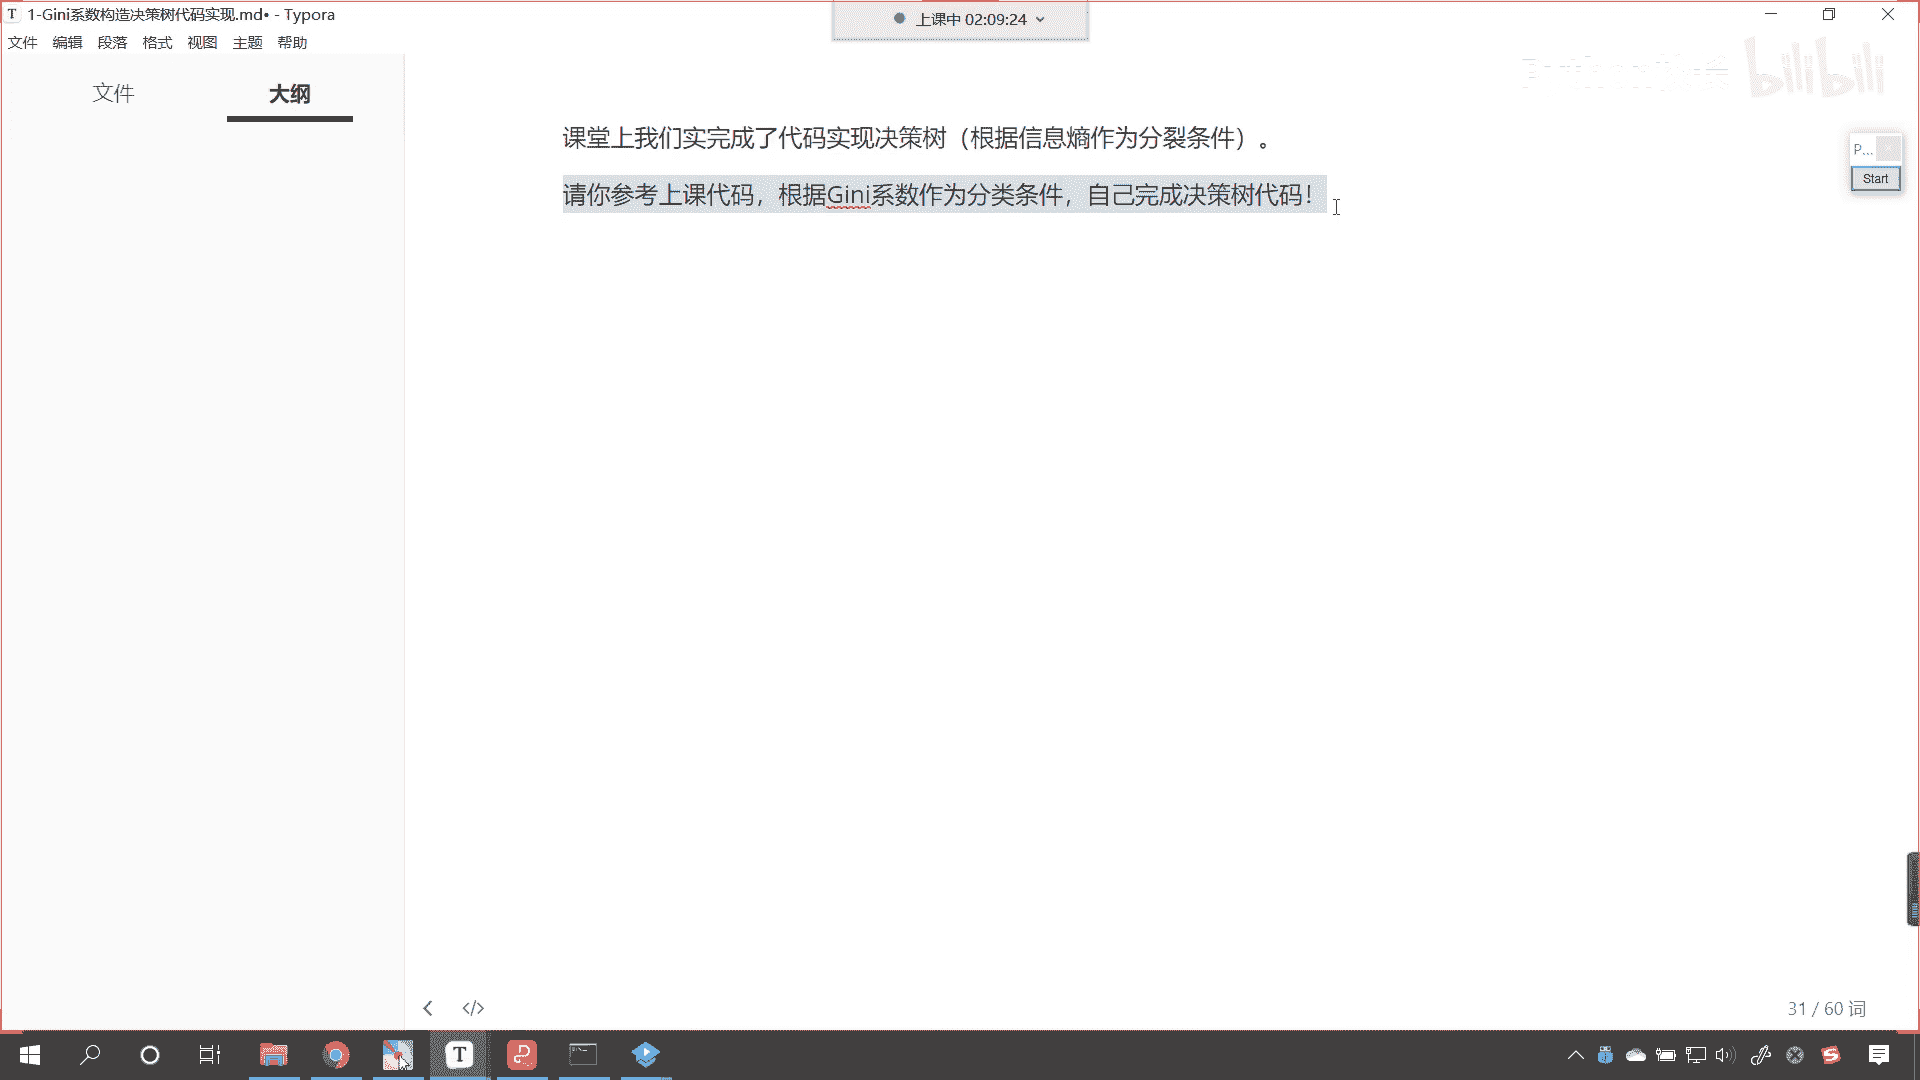 1-Gini系数构造决策树代码实现.md• - Typora
上课中 02:09:24
文件 编辑 段落 格式 视图 主题 帮助
bilibili
文件 大纲
课堂上我们实完成了代码实现决策树（根据信息熵作为分裂条件）。
P...
请你参考上课代码，根据Gini系数作为分类条件，自己完成决策树代码！
Start
31 / 60 词